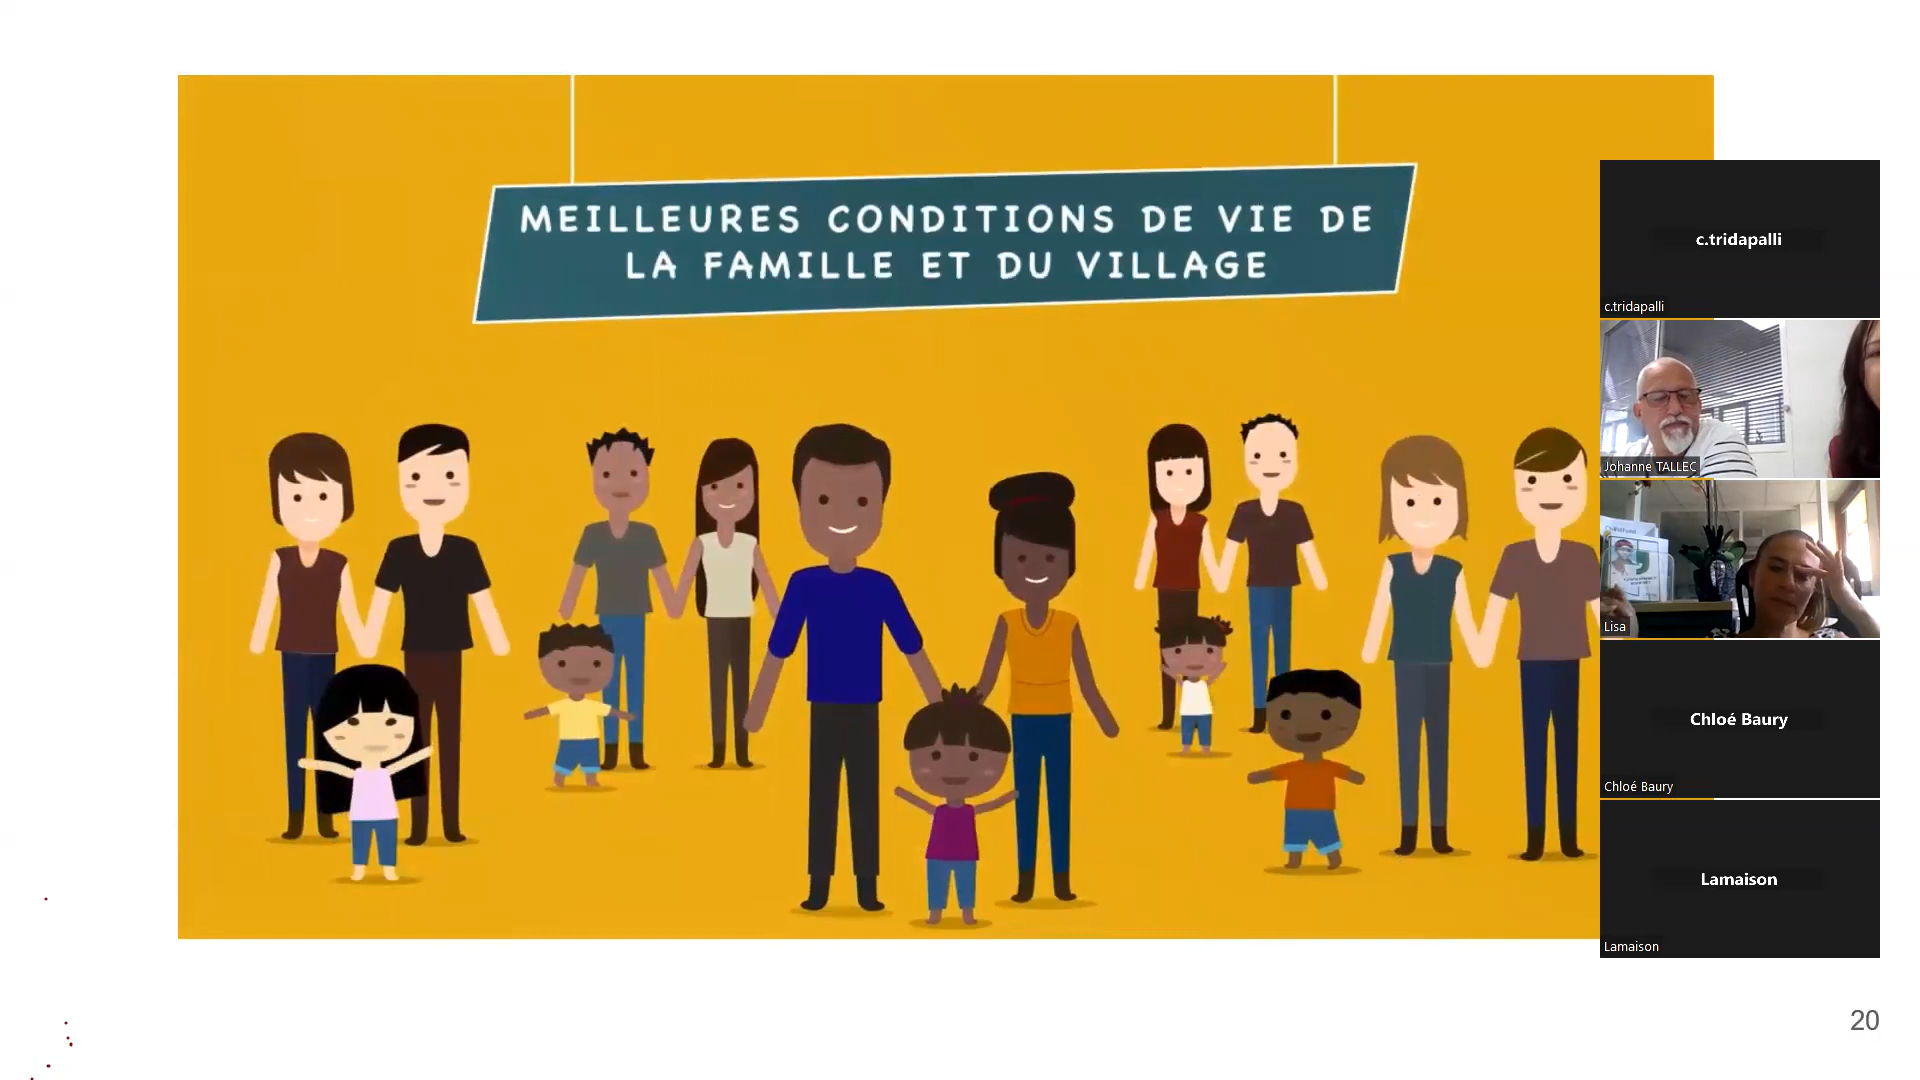 MEILLEURES CONDITIONS DE VIE DE
LA FAMILLE ET DU VILLAGE
c.tridapalli
c.tridapalli
Johanne TALLEC
Lisa
Chloé Baury
Chloé Baury
Lamaison
Lamaison
20